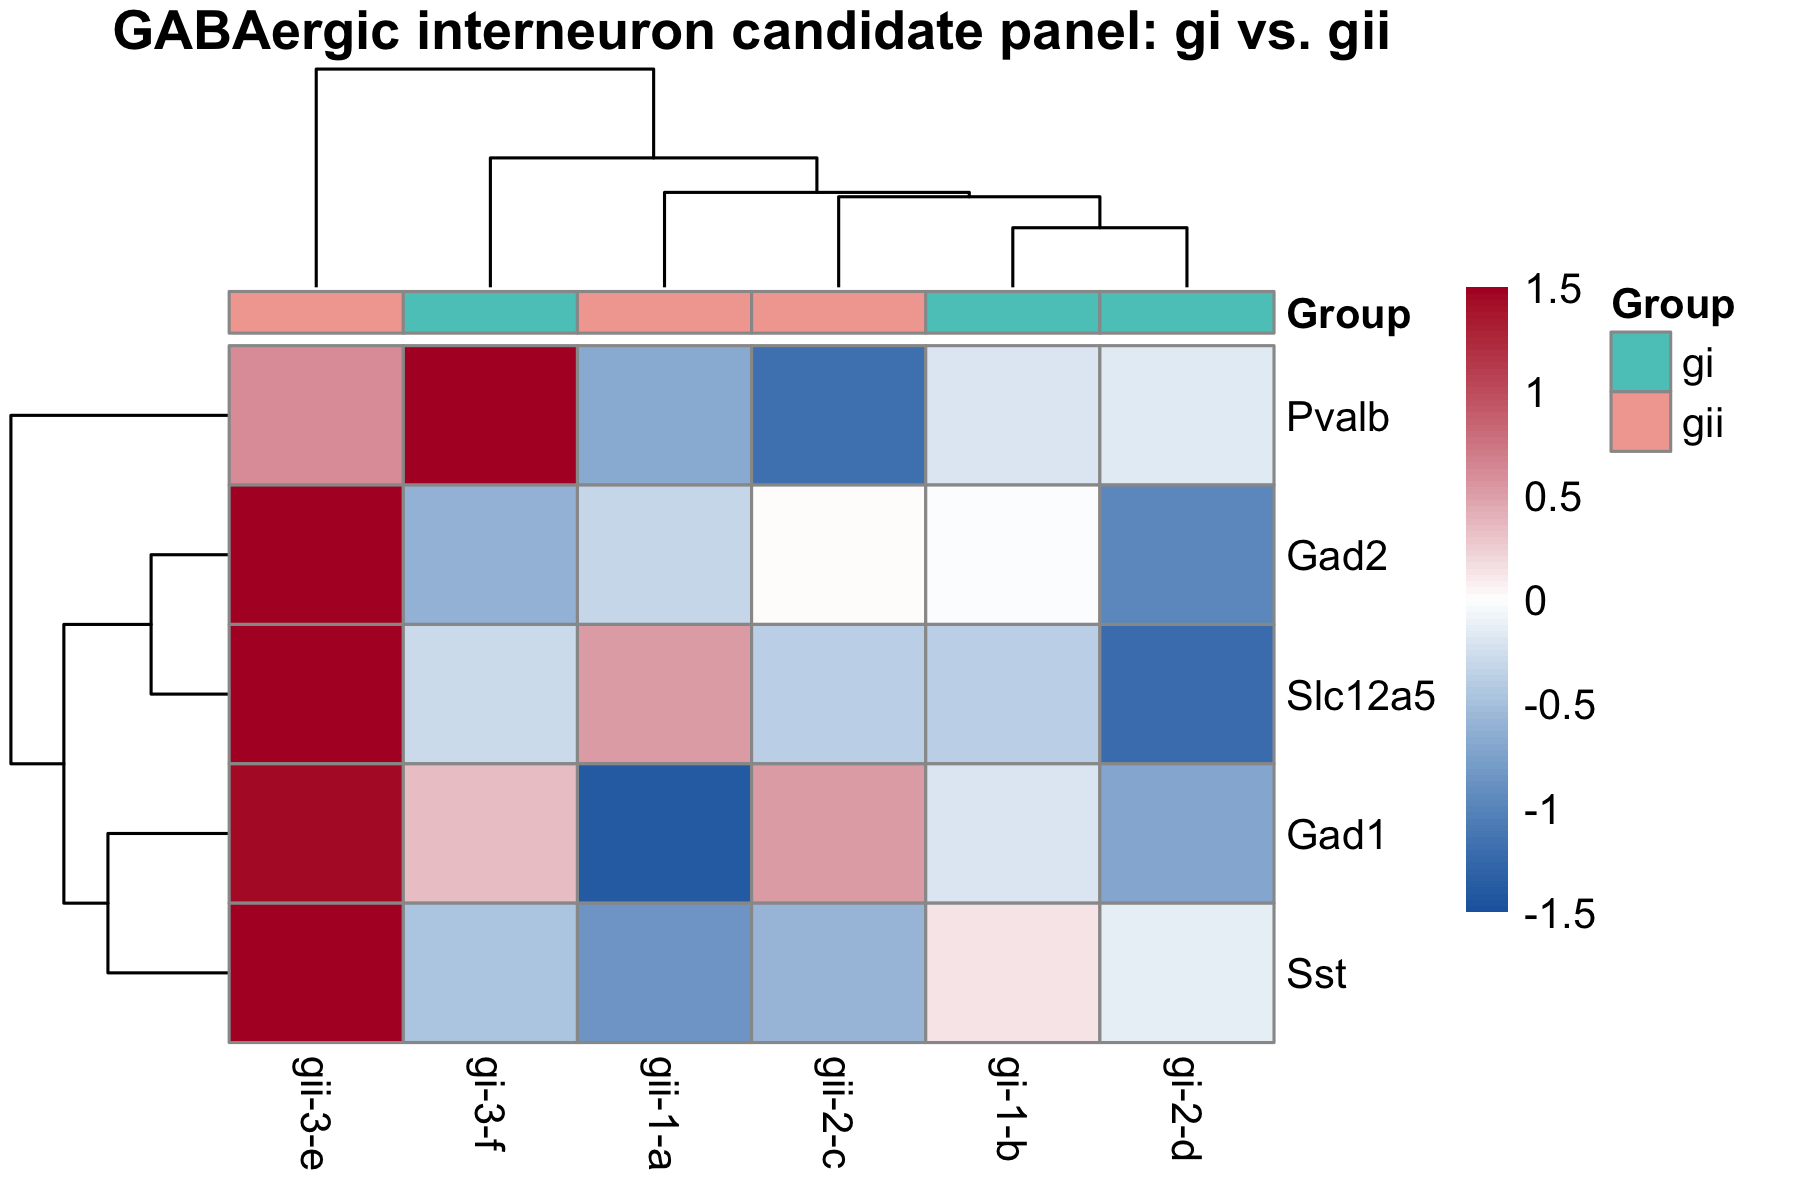 GABAergic interneuron candidate panel: gi vs. gii
Group
Pvalb
Gad2
Slc12a5
Gad1
Sst
gii-3-e
gi-3-f
gii-1-a
gii-2-c
gi-1-b
gi-2-d
1.5
1
0.5
0
-0.5
-1
-1.5
Group
gi
gii